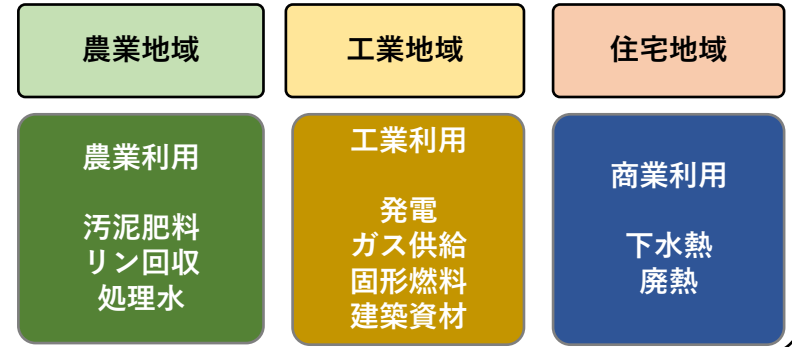 農業地域
工業地域
住宅地域
農業利用
汚泥肥料
リン回収
処理水
工業利用
発電
ガス供給
固形燃料
建築資材
商業利用
下水熱
廃熱